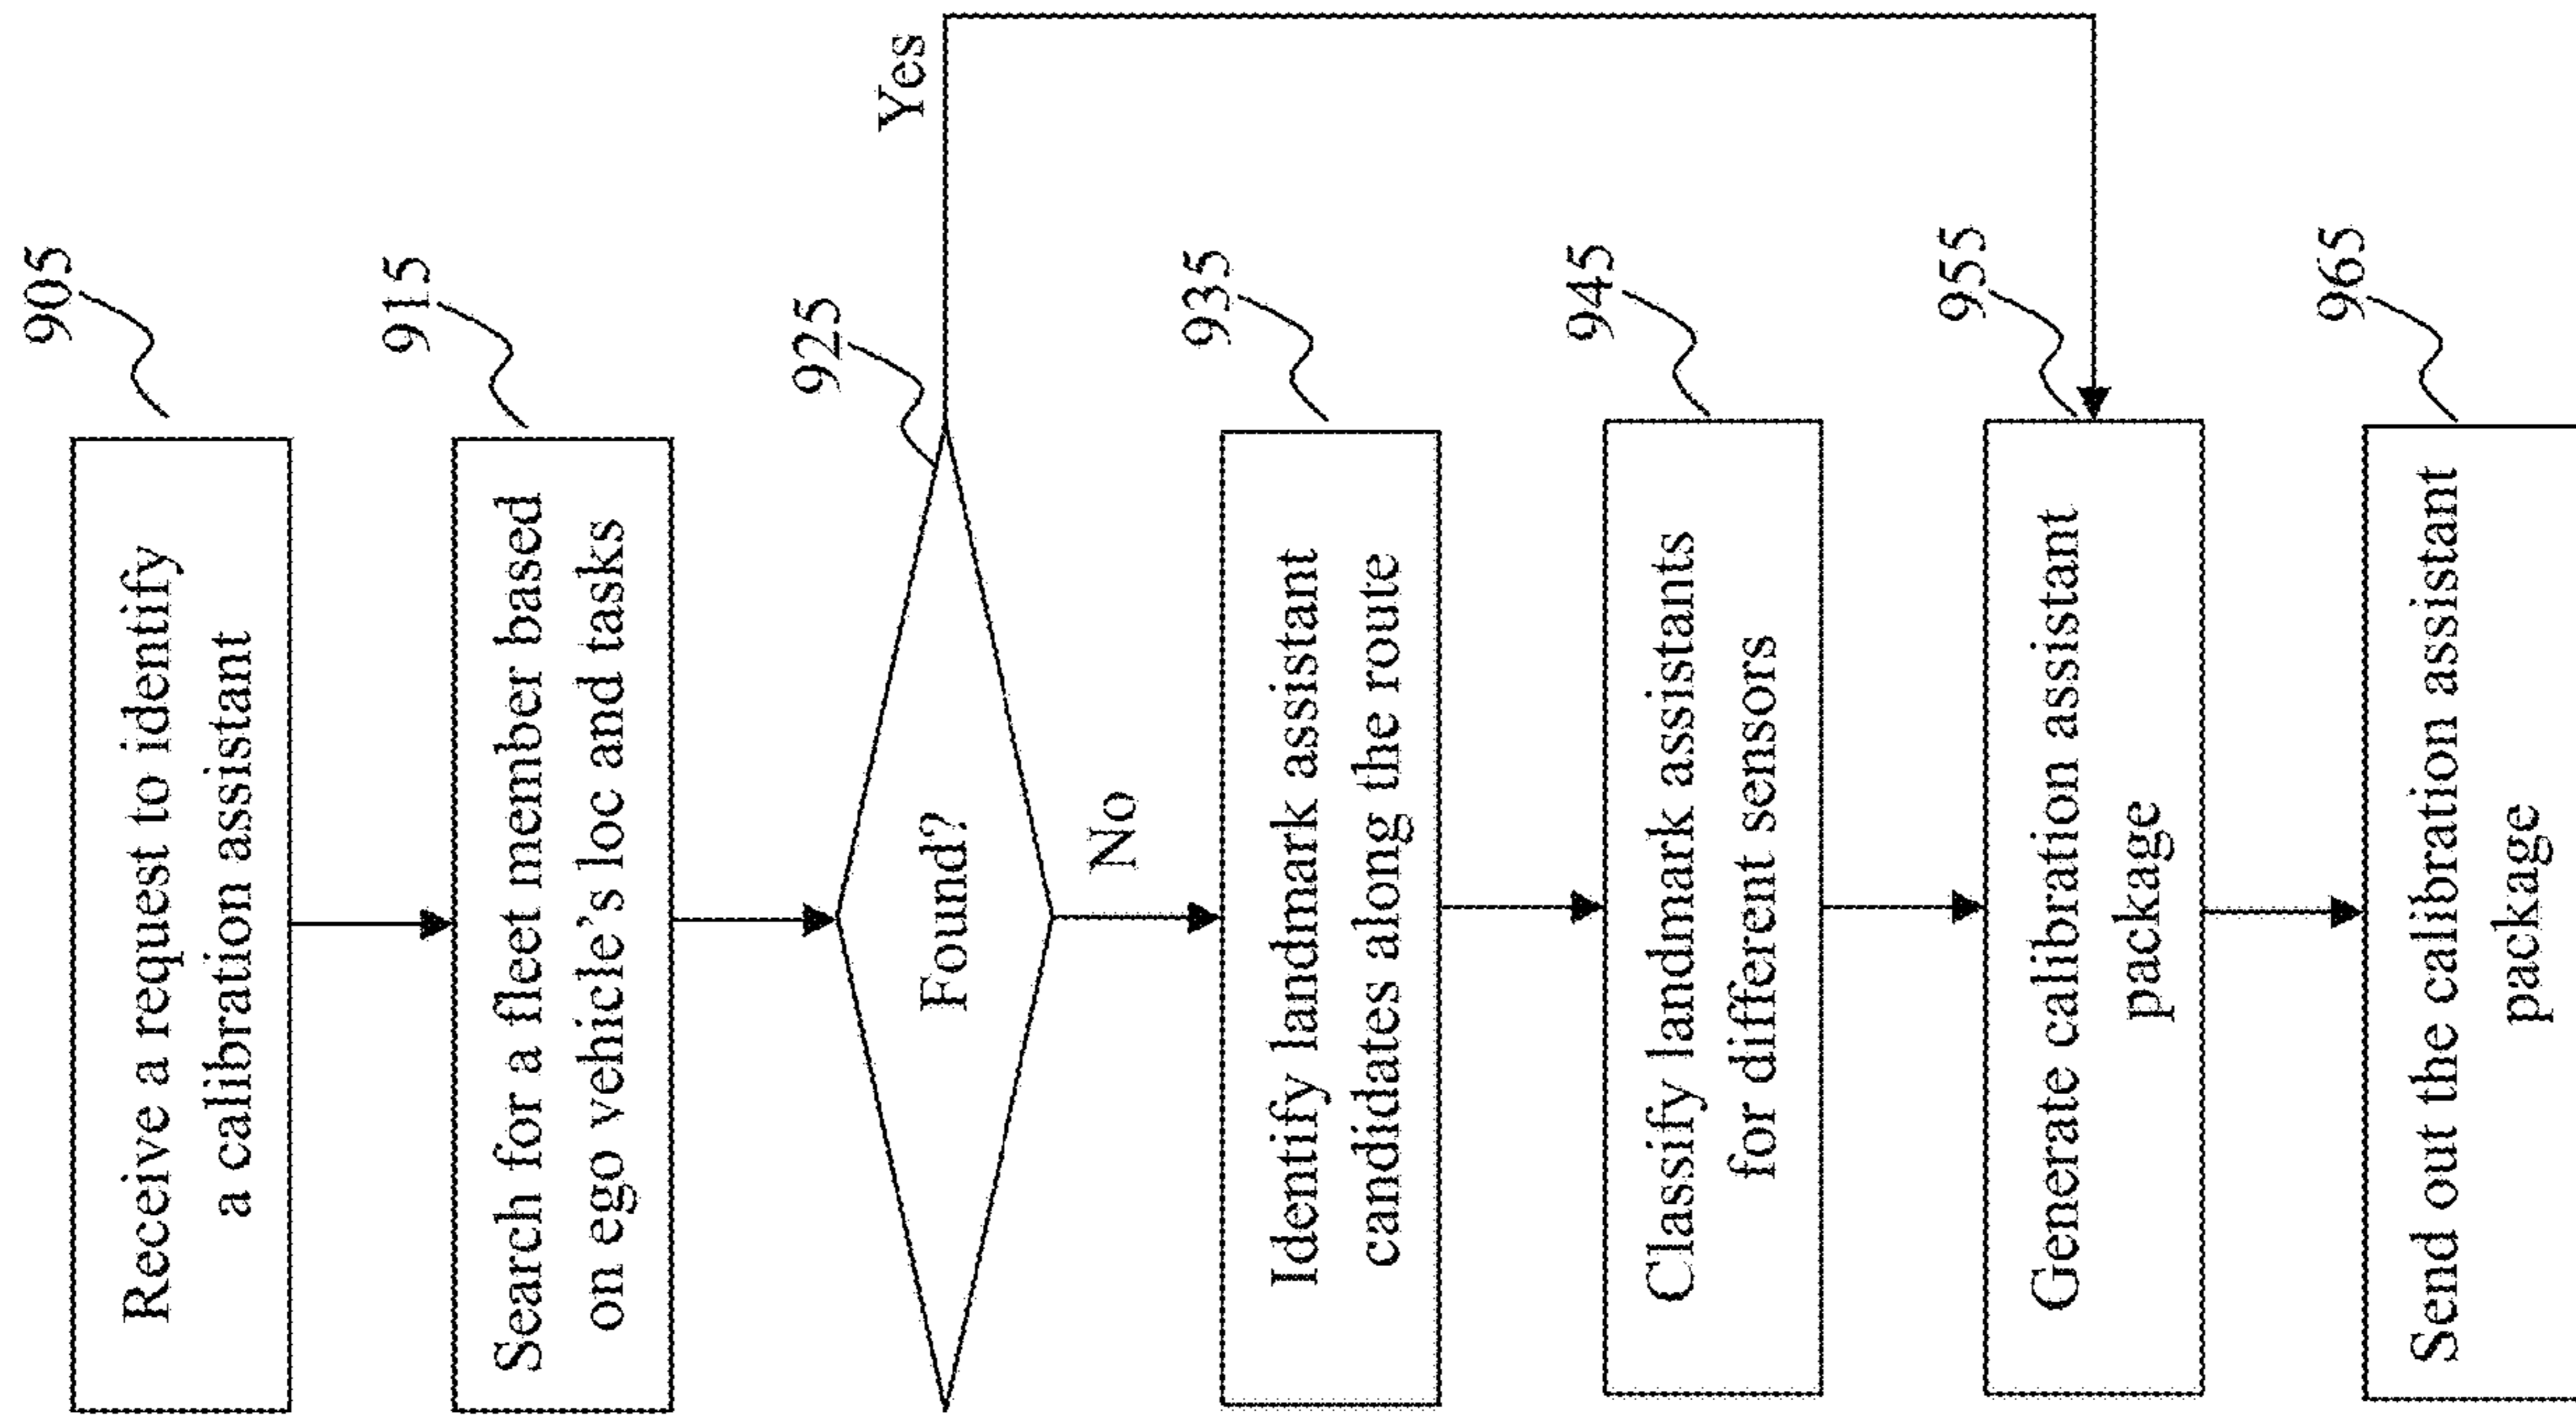 905
Receive a request to identify
a calibration assistant
915
Search for a fleet member based
on ego vehicle's loc and tasks
925
Found?
Yes
No
935
Identify landmark assistant
candidates along the route
945
Classify landmark assistants
for different sensors
955
Generate calibration assistant
package
965
Send out the calibration assistant
package